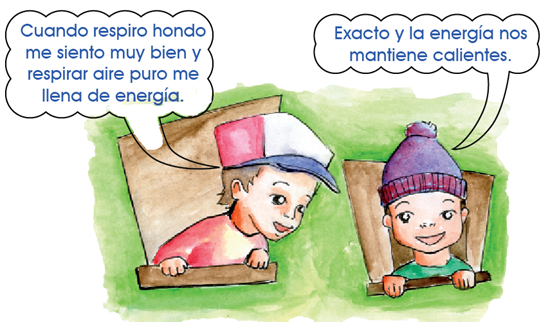 Cuando respiro hondo
me siento muy bien y
respirar aire puro me
llena de energía.
Exacto y la energía nos
mantiene calientes.